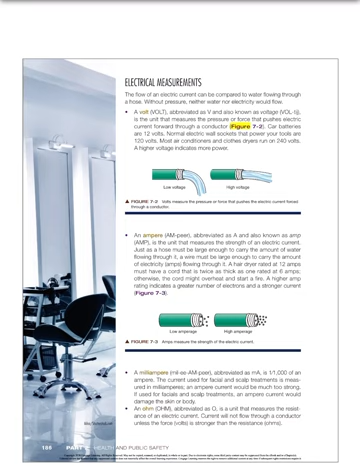 ELECTRICAL MEASUREMENTS
The flow of an electric current can be compared to water flowing through
a hose. Without pressure, neither water nor electricity would flow.
• A volt (VOLT), abbreviated as V and also known as voltage (VOL-tij),
is the unit that measures the pressure or force that pushes electric
current forward through a conductor (Figure 7-2). Car batteries
are 12 volts. Normal electric wall sockets that power your tools are
120 volts. Most air conditioners and clothes dryers run on 240 volts.
A higher voltage indicates more power.
Low voltage
High voltage
▲ FIGURE 7-2 Volts measure the pressure or force that pushes the electric current forward
through a conductor.
• An ampere (AM-peer), abbreviated as A and also known as amp
(AMP), is the unit that measures the strength of an electric current.
Just as a hose must be large enough to carry the amount of water
flowing through it, a wire must be large enough to carry the amount
of electricity (amps) flowing through it. A hair dryer rated at 12 amps
must have a cord that is twice as thick as one rated at 6 amps;
otherwise, the cord might overheat and start a fire. A higher amp
rating indicates a greater number of electrons and a stronger current
(Figure 7-3).
Low amperage
High amperage
▲ FIGURE 7-3 Amps measure the strength of the electric current.
• A milliampere (mil-ee-AM-peer), abbreviated as mA, is 1/1,000 of an
ampere. The current used for facial and scalp treatments is meas-
ured in milliamperes; an ampere current would be much too strong.
If used for facials and scalp treatments, an ampere current would
damage the skin or body.
• An ohm (OHM), abbreviated as O, is a unit that measures the resist-
ance of an electric current. Current will not flow through a conductor
unless the force (volts) is stronger than the resistance (ohms).
186 PART 2: HEALTH AND PUBLIC SAFETY